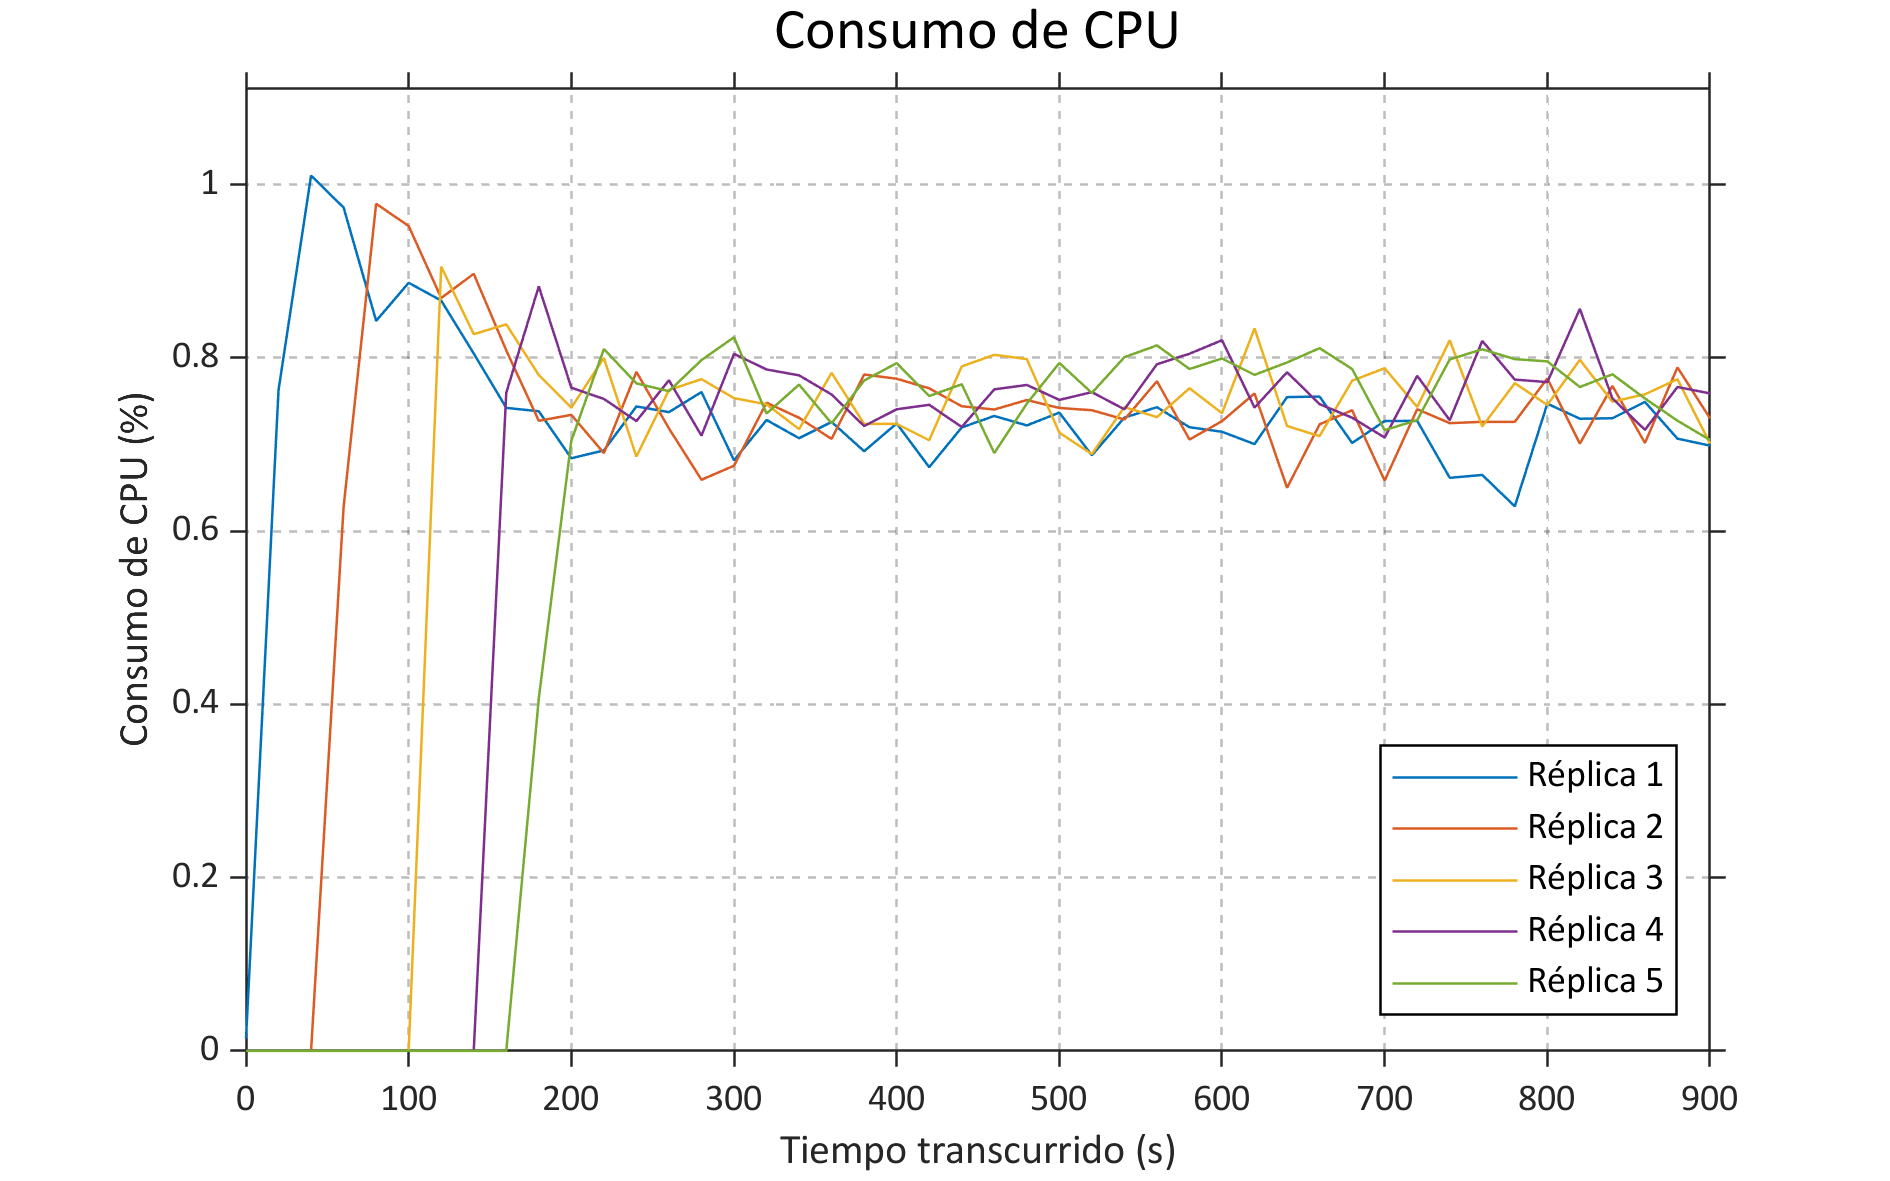 Consumo de CPU
Consumo de CPU (%)
1
0.8
0.6
0.4
0.2
0
0 100 200 300 400 500 600 700 800 900
Tiempo transcurrido (s)
Réplica 1
Réplica 2
Réplica 3
Réplica 4
Réplica 5